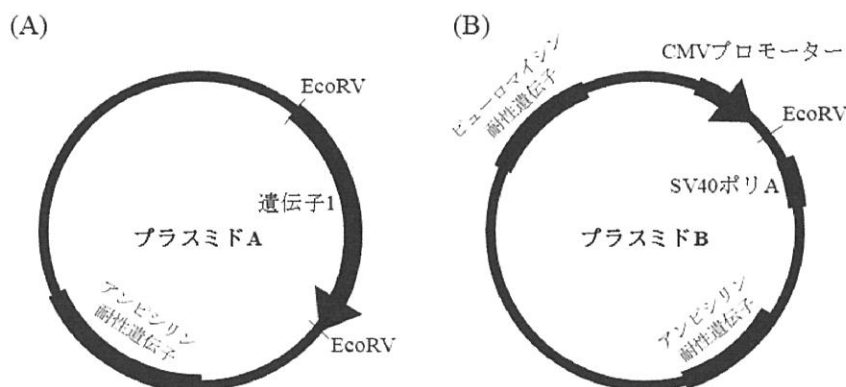 (A)
EcoRV
遺伝子1
プラスミドA
アンピシリン
耐性遺伝子
EcoRV
(B)
CMVプロモーター
ピューロマイシン
耐性遺伝子
EcoRV
SV40ポリA
プラスミドB
アンピシリン
耐性遺伝子